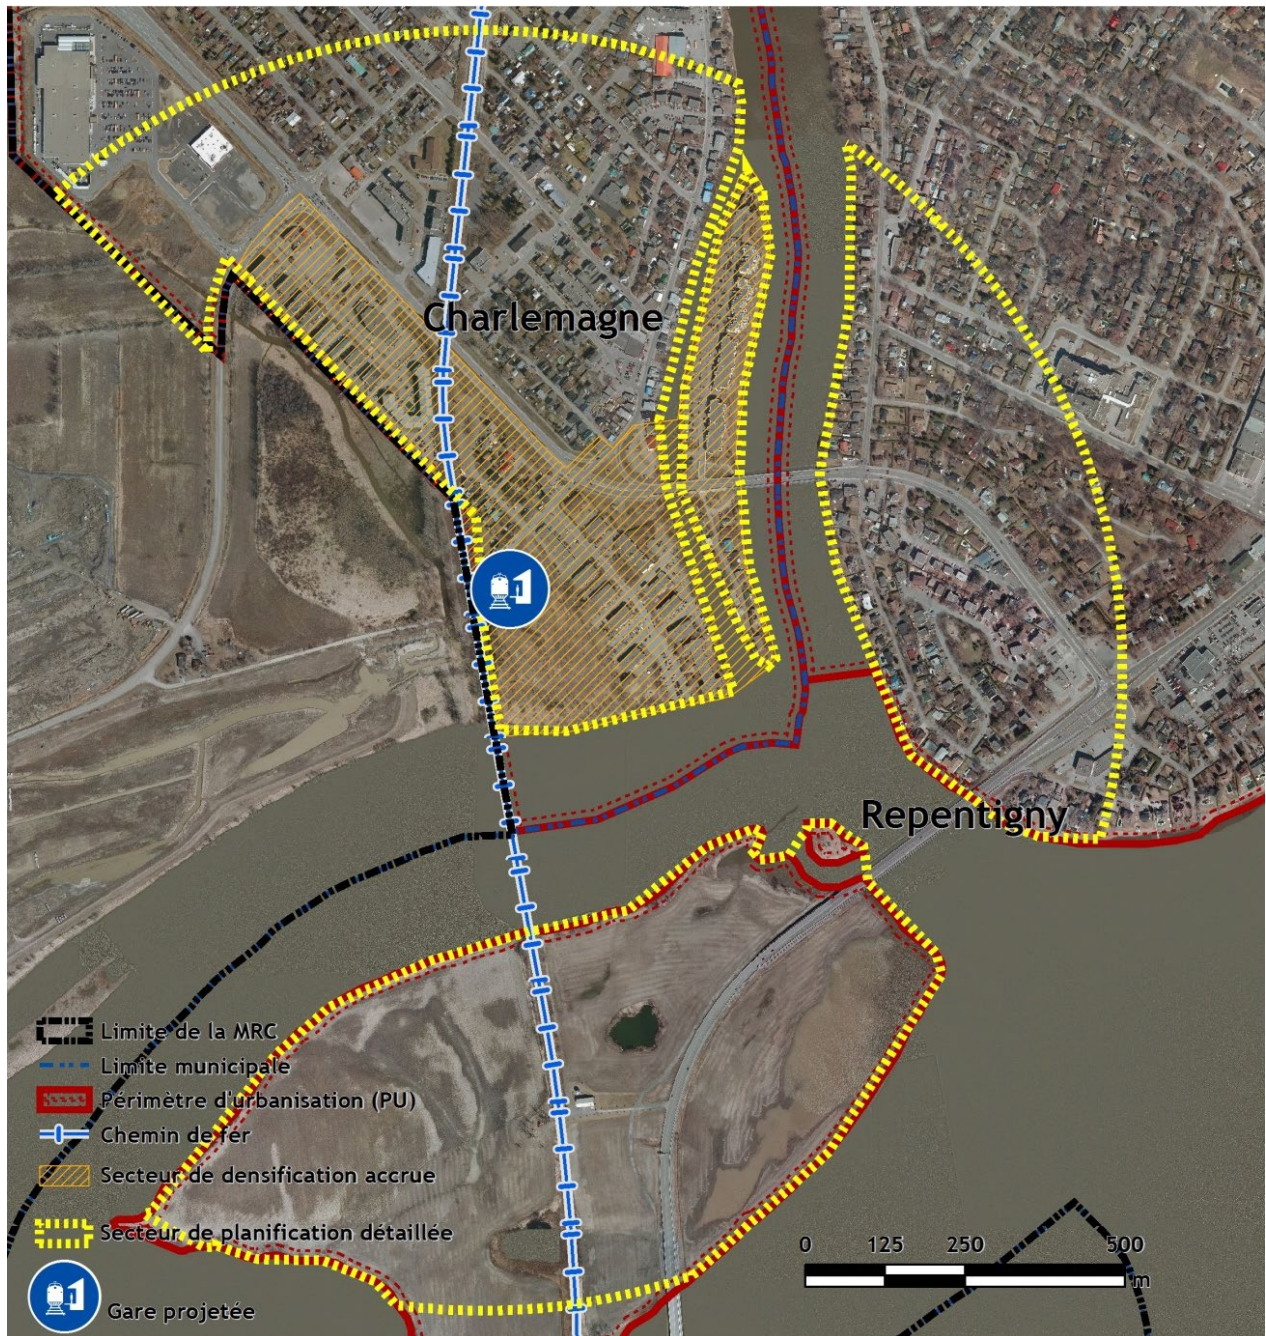 Charlemagne
Repentigny
Limite de la MRC
Limite municipale
Périmètre d'urbanisation (PU)
Chemin de fer
Secteur de densification accrue
Secteur de planification détaillée
Gare projetée
0 125 250 500
m